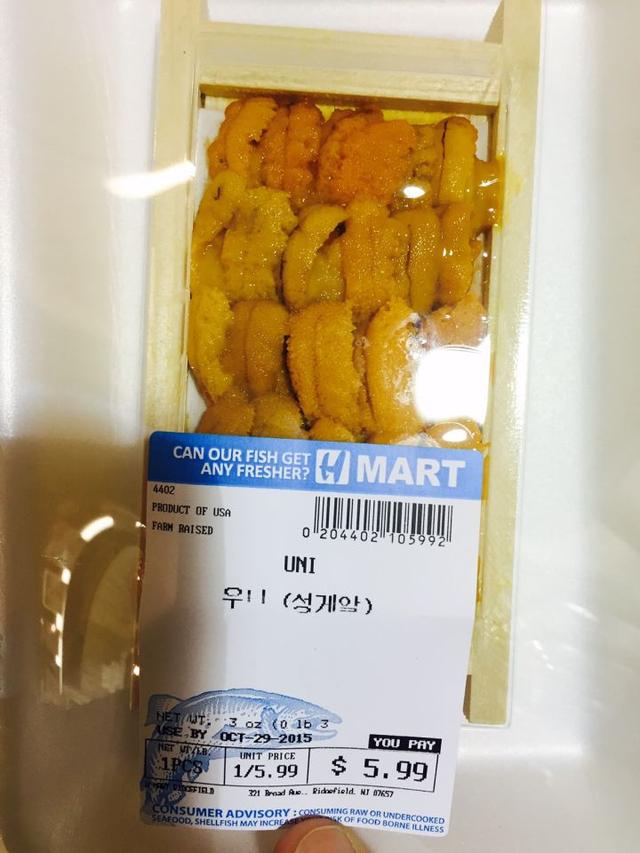 CAN OUR FISH GET
ANY FRESHER?
H MART
4402
PRODUCT OF USA
FARM RAISED
0 204402 105992
UNI
우니 (성게알)
NET WT. 3 oz (0 lb 3
USE BY OCT-29-2015
NET WT/LB. UNIT PRICE YOU PAY
1PCS 1/5.99 $ 5.99
RIDGEFIELD 321 Broad Ave., Ridgefield, NJ 07657
CONSUMER ADVISORY : CONSUMING RAW OR UNDERCOOKED
SEAFOOD, SHELLFISH MAY INCREASE RISK OF FOOD BORNE ILLNESS